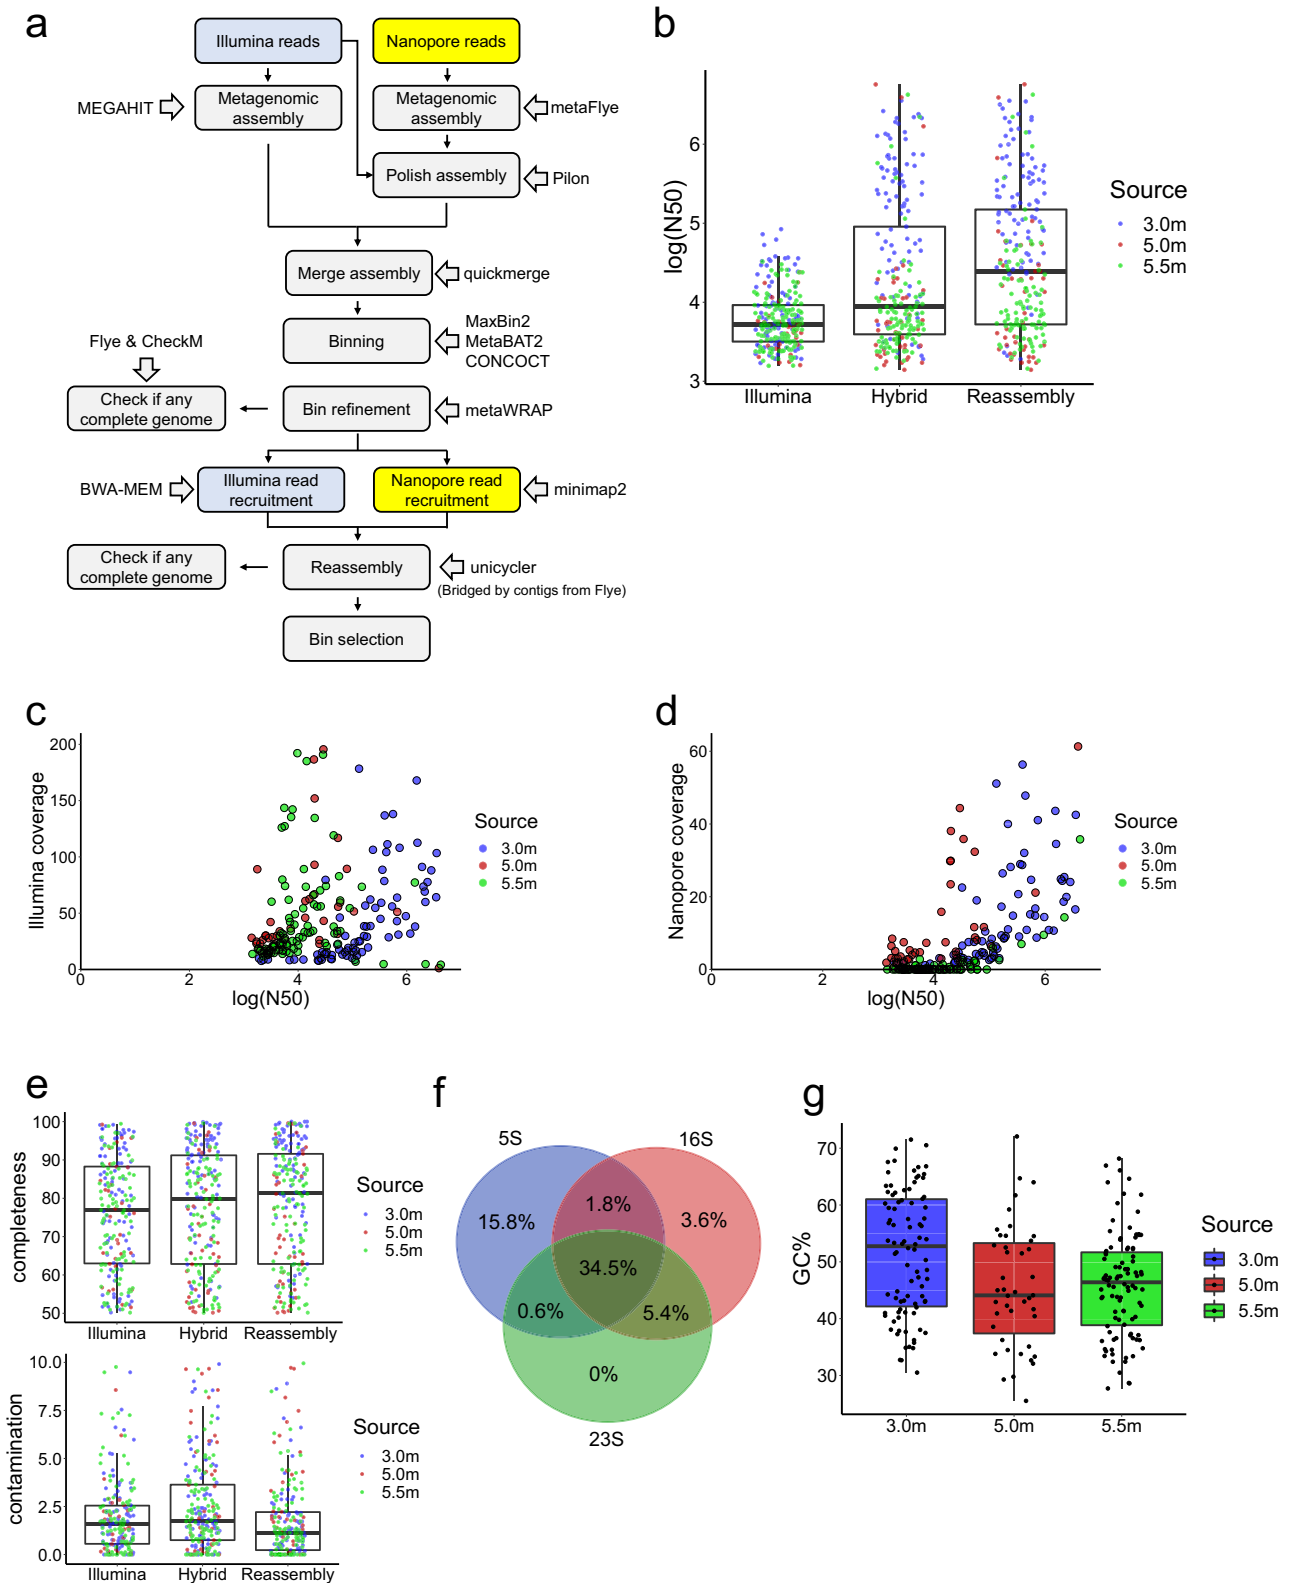 a
Illumina reads
Nanopore reads
MEGAHIT
Metagenomic
assembly
Metagenomic
assembly
metaFlye
Polish assembly
Pilon
Merge assembly
quickmerge
Binning
MaxBin2
MetaBAT2
CONCOCT
Flye & CheckM
Check if any
complete genome
Bin refinement
metaWRAP
BWA-MEM
Illumina read
recruitment
Nanopore read
recruitment
minimap2
Check if any
complete genome
Reassembly
unicycler
(Bridged by contigs from Flye)
Bin selection
b
log(N50)
6
5
4
3
Illumina
Hybrid
Reassembly
Source
3.0m
5.0m
5.5m
c
Illumina coverage
200
150
100
50
0
0
2
4
6
log(N50)
Source
3.0m
5.0m
5.5m
d
Nanopore coverage
60
40
20
0
0
2
4
6
log(N50)
Source
3.0m
5.0m
5.5m
e
completeness
100
90
80
70
60
50
Illumina
Hybrid
Reassembly
Source
3.0m
5.0m
5.5m
contamination
10.0
7.5
5.0
2.5
0.0
Illumina
Hybrid
Reassembly
Source
3.0m
5.0m
5.5m
f
5S
16S
15.8%
1.8%
3.6%
34.5%
0.6%
5.4%
0%
23S
g
GC%
70
60
50
40
30
3.0m
5.0m
5.5m
Source
3.0m
5.0m
5.5m